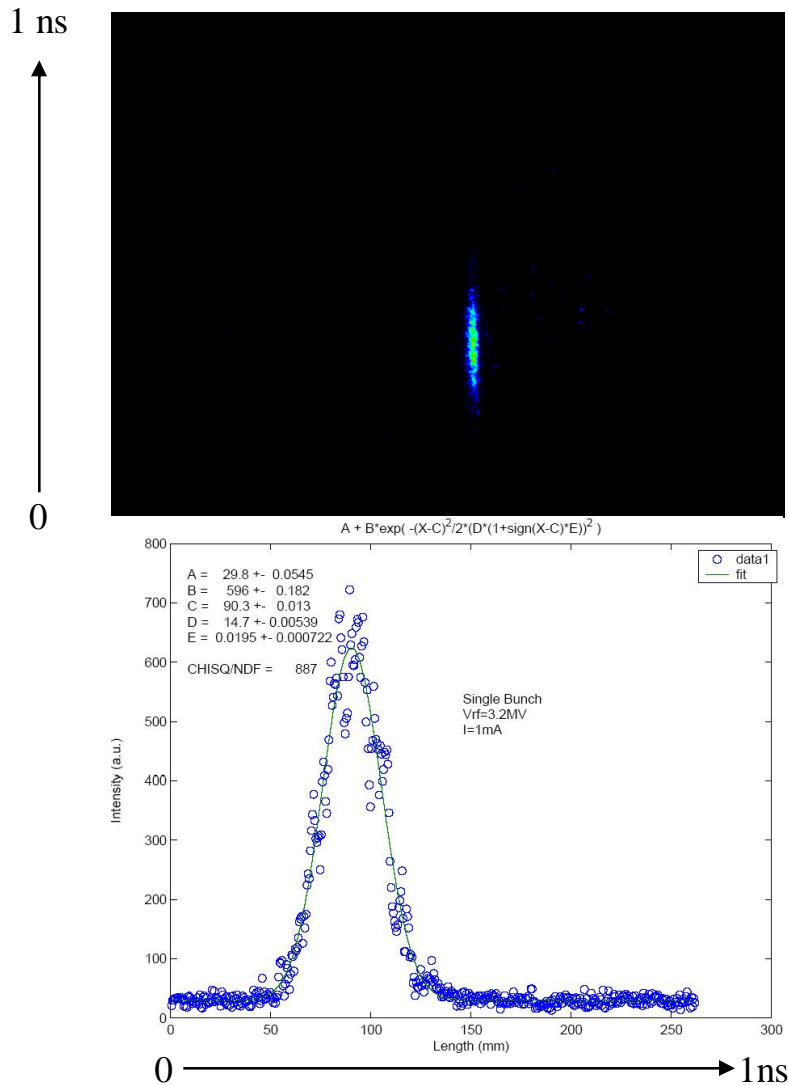 1 ns
0
A + B*exp( -(X-C)²/2*(D*(1+sign(X-C)*E))² )
800
700
600
500
400
300
200
100
0
Intensity (a.u.)
A = 29.8 +- 0.0545
B = 596 +- 0.182
C = 90.3 +- 0.013
D = 14.7 +- 0.00539
E = 0.0195 +- 0.000722
CHISQ/NDF = 887
data1
fit
Single Bunch
Vrf=3.2MV
I=1mA
0 50 100 150 200 250 300
Length (mm)
0 1ns